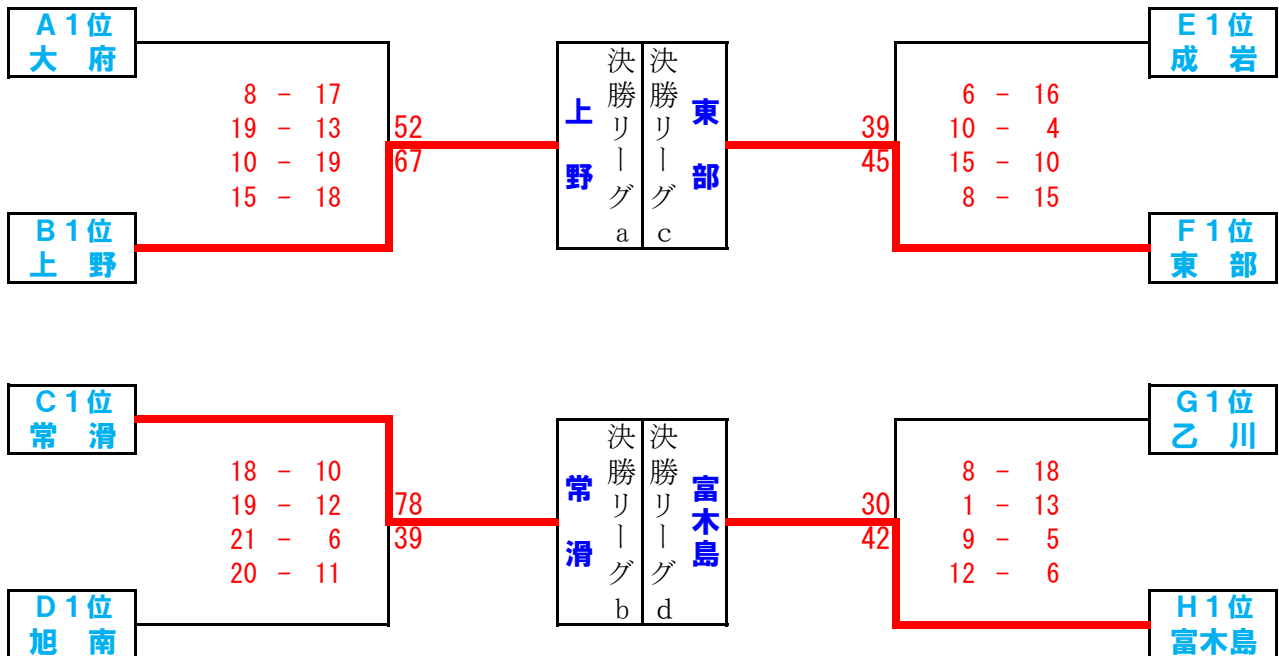 A1位
大 府
8 - 17
19 - 13
10 - 19
15 - 18
52
67
B1位
上 野
上野
決勝リーグa
決勝リーグc
東部
E1位
成 岩
6 - 16
10 - 4
15 - 10
8 - 15
39
45
F1位
東 部
C1位
常 滑
18 - 10
19 - 12
21 - 6
20 - 11
78
39
D1位
旭 南
常滑
決勝リーグb
決勝リーグd
富木島
G1位
乙 川
8 - 18
1 - 13
9 - 5
12 - 6
30
42
H1位
富木島